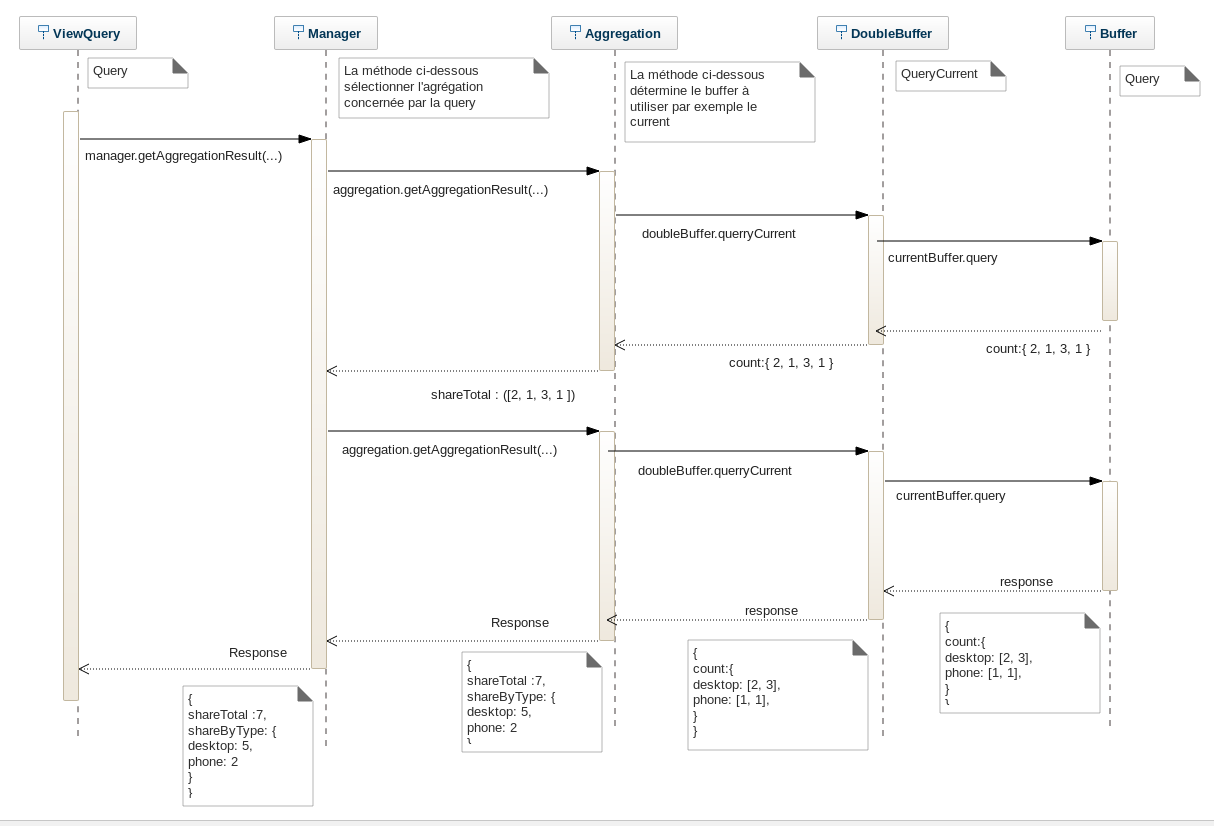 ViewQuery
Manager
Aggregation
DoubleBuffer
Buffer
Query
La méthode ci-dessous
sélectionner l'agrégation
concernée par la query
La méthode ci-dessous
détermine le buffer à
utiliser par exemple le
current
QueryCurrent
Query
manager.getAggregationResult(...)
aggregation.getAggregationResult(...)
doubleBuffer.querryCurrent
currentBuffer.query
count:{ 2, 1, 3, 1 }
count:{ 2, 1, 3, 1 }
shareTotal : ([2, 1, 3, 1 ])
aggregation.getAggregationResult(...)
doubleBuffer.querryCurrent
currentBuffer.query
response
response
Response
Response
{
count:{
desktop: [2, 3],
phone: [1, 1],
}
{
{
count:{
desktop: [2, 3],
phone: [1, 1],
}
}
{
shareTotal :7,
shareByType: {
desktop: 5,
phone: 2
{
{
shareTotal :7,
shareByType: {
desktop: 5,
phone: 2
}
}